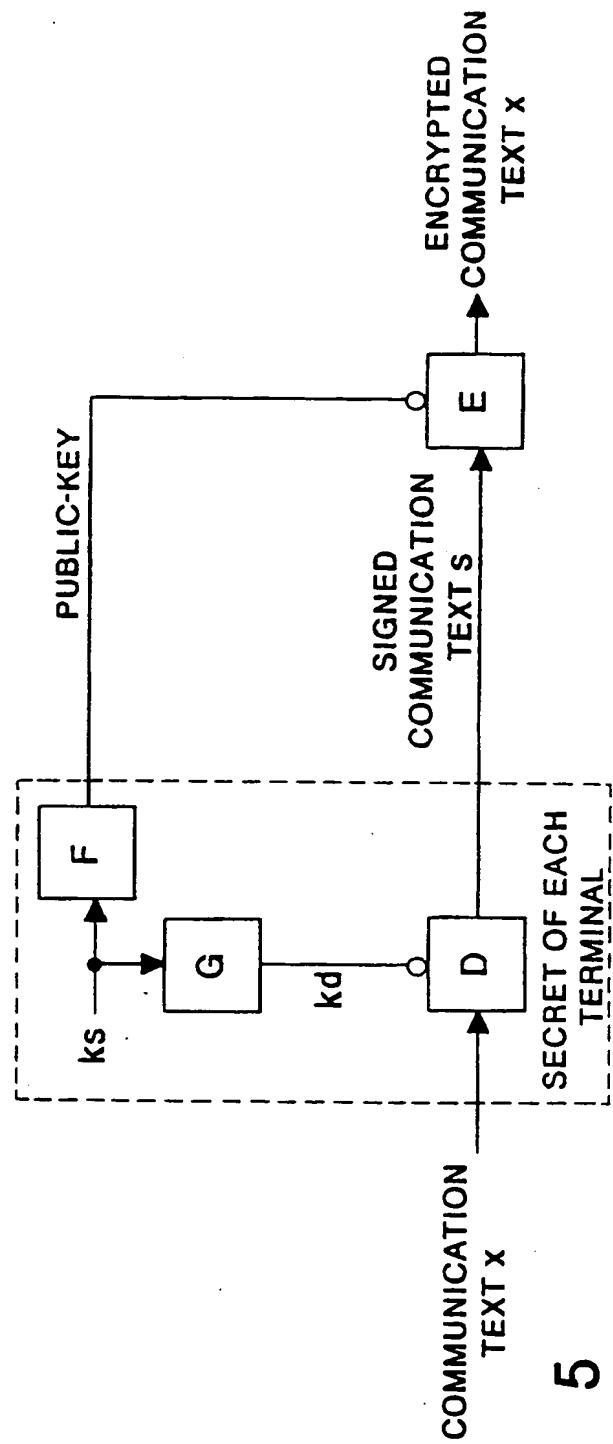 COMMUNICATION
TEXT x
ks
F
G
kd
D
SECRET OF EACH
TERMINAL
PUBLIC-KEY
SIGNED
COMMUNICATION
TEXT s
E
ENCRYPTED
COMMUNICATION
TEXT x
5